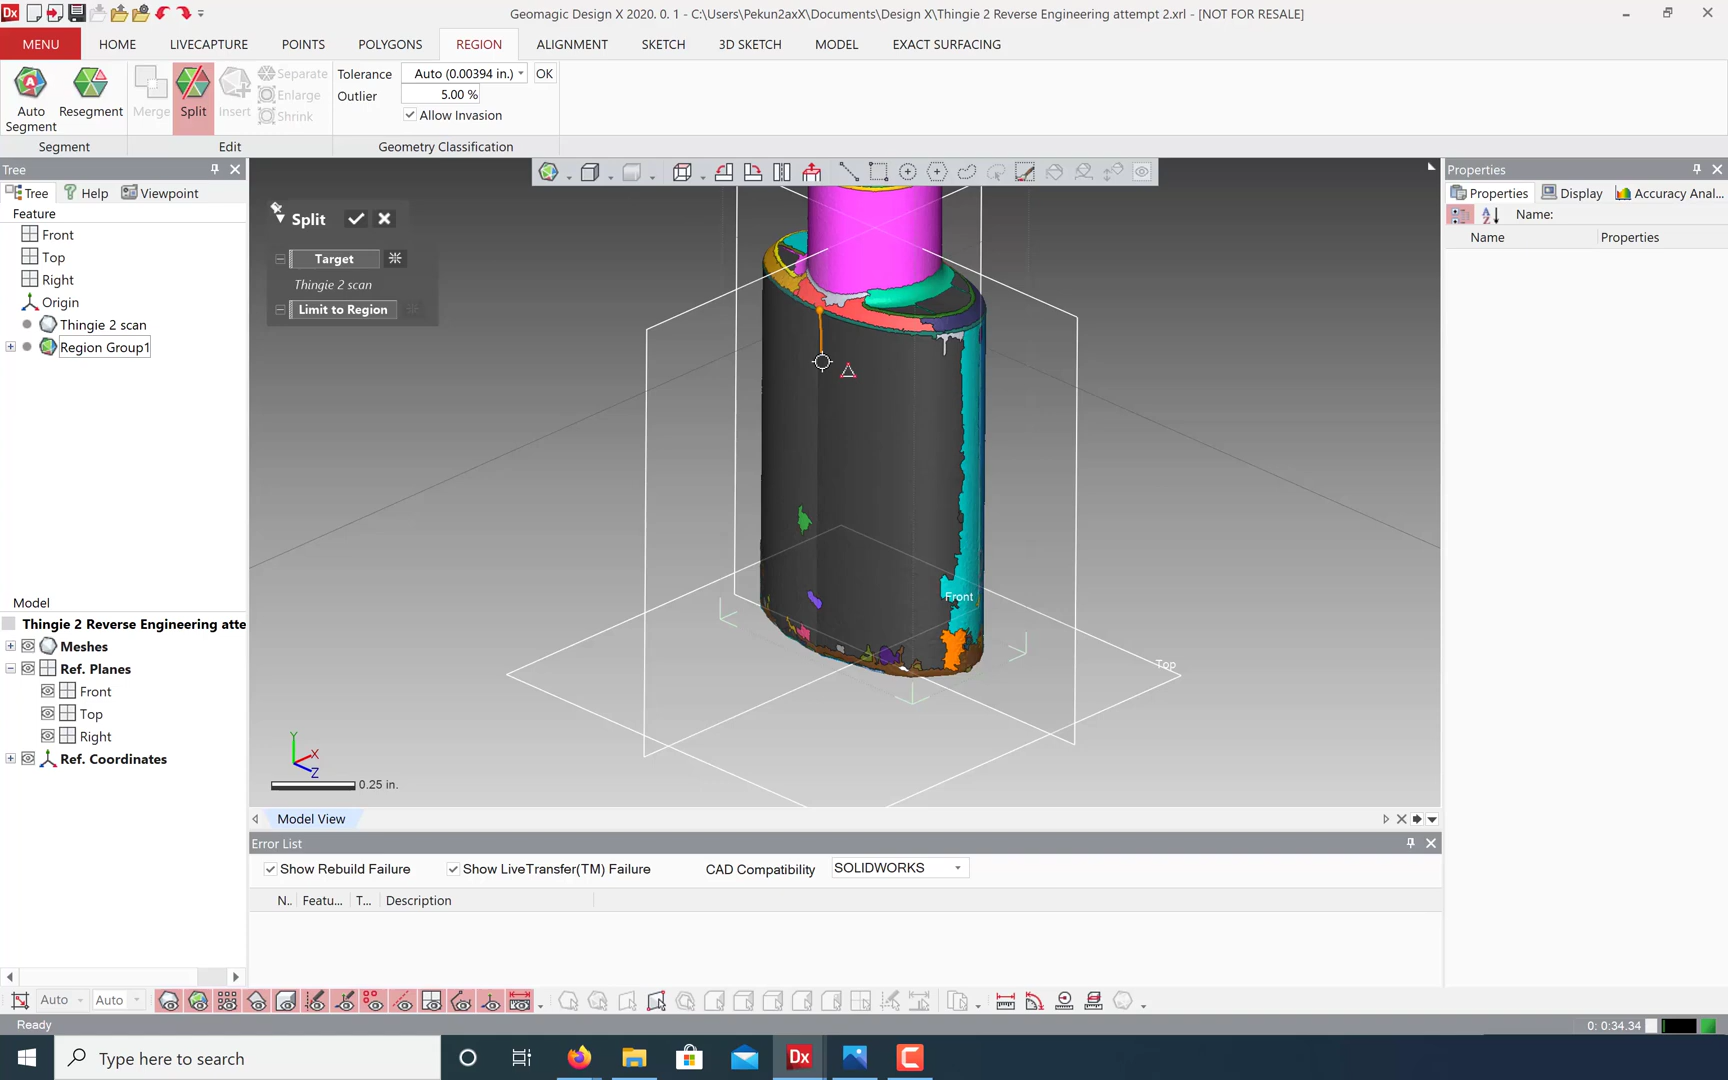 Geomagic Design X 2020. 0. 1 - C:\Users\Pekun2axX\Documents\Design X\Thingie 2 Reverse Engineering attempt 2.xrl - [NOT FOR RESALE]
MENU HOME LIVECAPTURE POINTS POLYGONS REGION ALIGNMENT SKETCH 3D SKETCH MODEL EXACT SURFACING
Auto Segment
Resegment
Merge
Split
Insert
Separate
Enlarge
Shrink
Tolerance Auto (0.00394 in.) OK
Outlier 5.00 %
Allow Invasion
Segment Edit Geometry Classification
Tree
Tree Help Viewpoint
Feature
Front
Top
Right
Origin
Thingie 2 scan
Region Group1
Model
Thingie 2 Reverse Engineering atte
Meshes
Ref. Planes
Front
Top
Right
Ref. Coordinates
Split
Target
Thingie 2 scan
Limit to Region
Front
Top
Y
X
Z
0.25 in.
Model View
Properties
Properties Display Accuracy Anal...
Name:
Name Properties
Error List
Show Rebuild Failure Show LiveTransfer(TM) Failure CAD Compatibility SOLIDWORKS
N.. Featu... T... Description
Auto Auto
Ready
0: 0:34.34
Type here to search
Dx